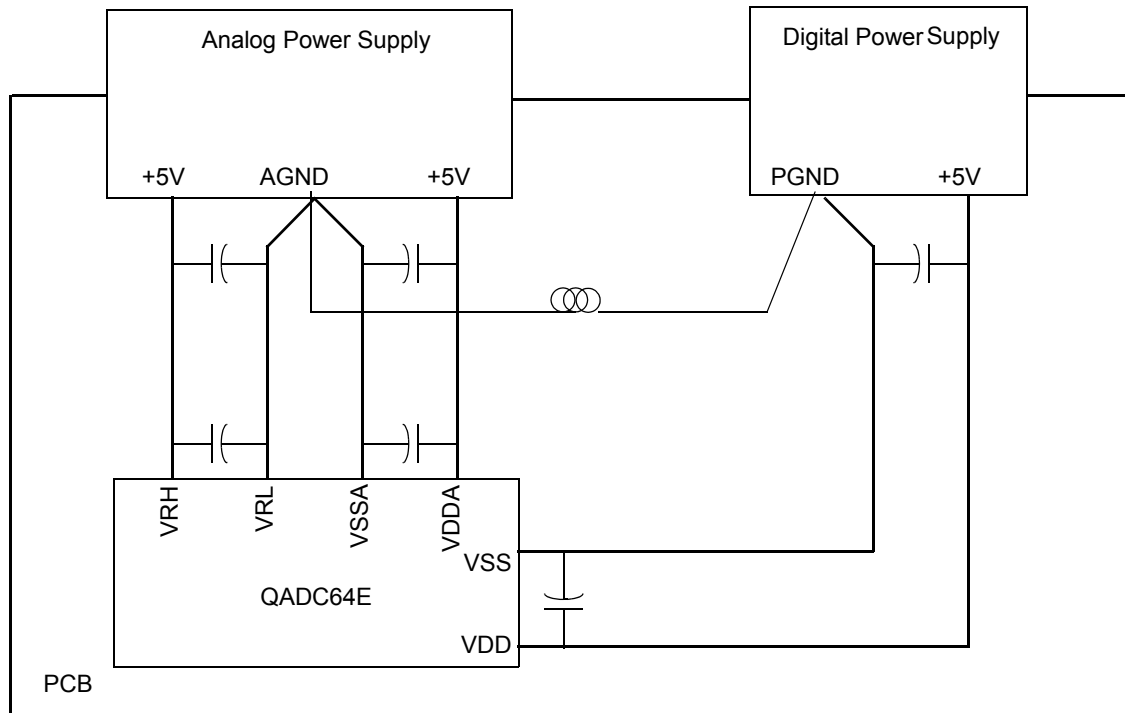 Analog Power Supply
Digital Power Supply
+5V
AGND
+5V
PGND
+5V
VRH
VRL
VSSA
VDDA
VSS
QADC64E
VDD
PCB